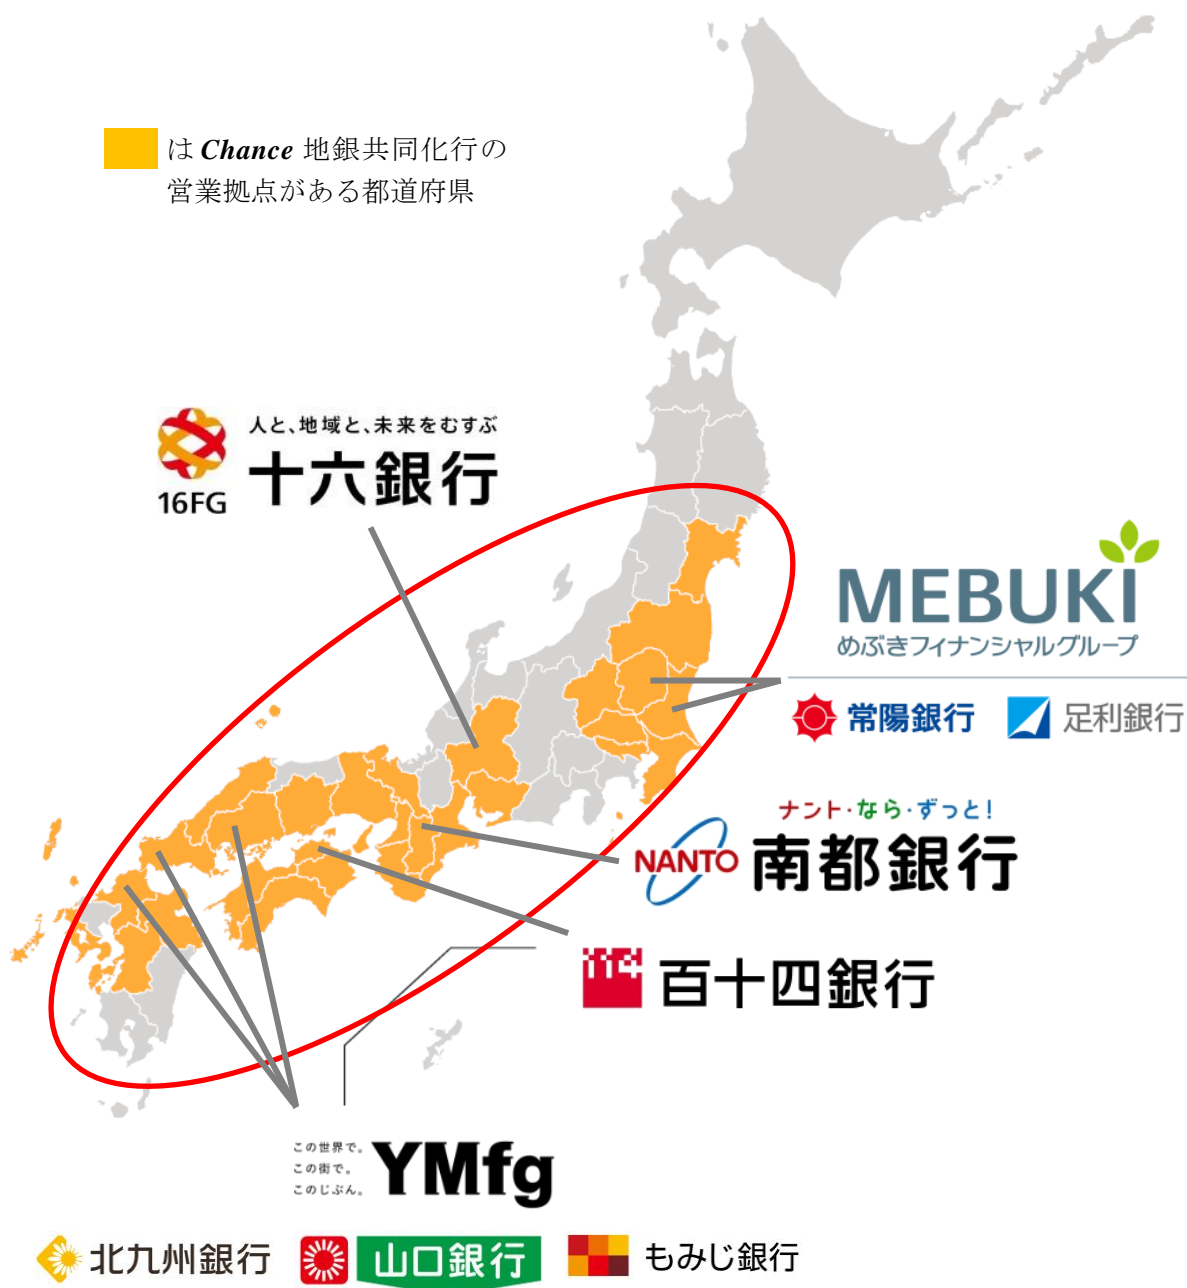 は Chance 地銀共同化行の
営業拠点がある都道府県
人と、地域と、未来をむすぶ
十六銀行
16FG
MEBUKI
めぶきフィナンシャルグループ
常陽銀行
足利銀行
ナント・なら・ずっと!
NANTO 南都銀行
百十四銀行
この世界で。
この街で。
このじぶん。
YMfg
北九州銀行
山口銀行
もみじ銀行